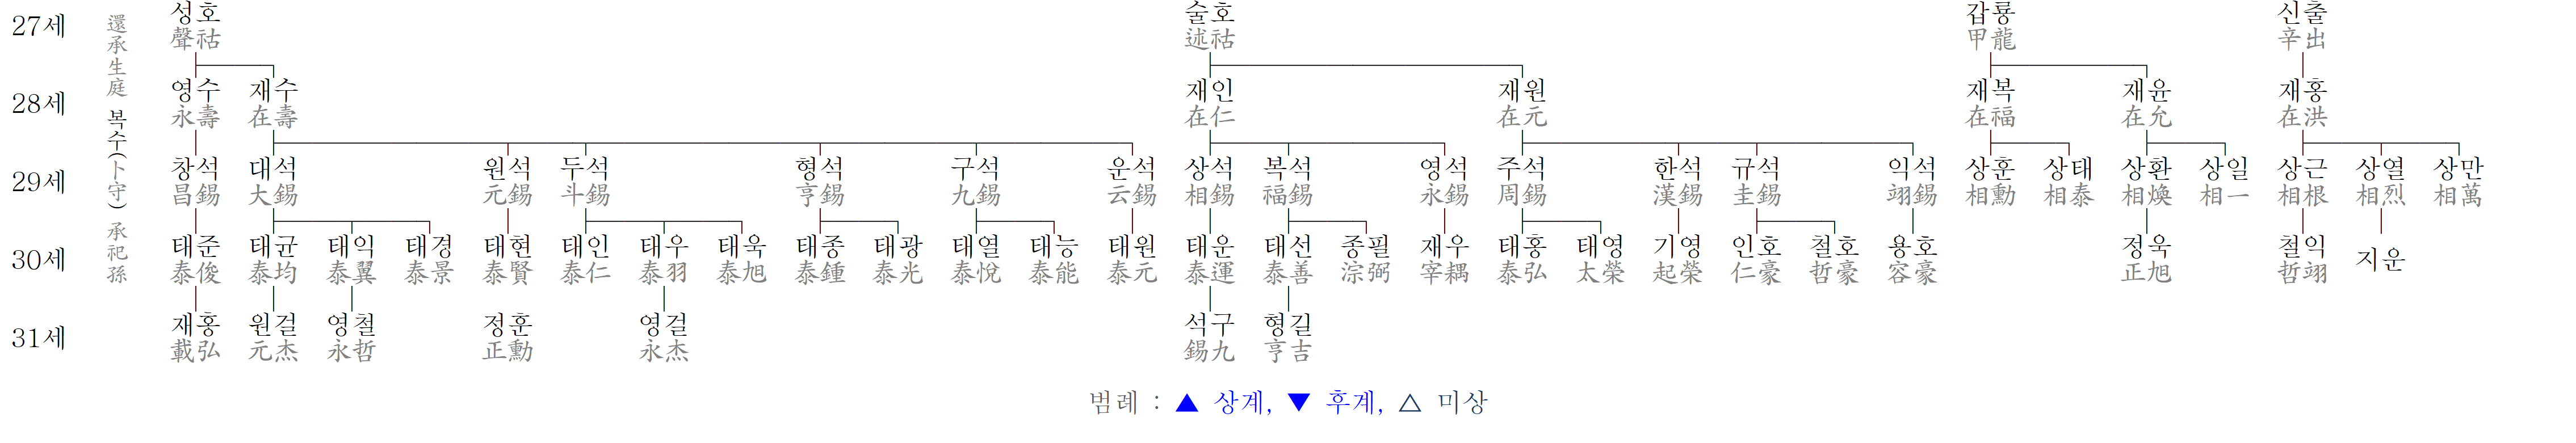 27세 성호 술호 갑룡 신출
聲祜 述祜 甲龍 辛出
還承生庭 복수(卜守) 承祀孫
28세 영수 재수 재인 재원 재복 재윤 재홍
永壽 在壽 在仁 在元 在福 在允 在洪
29세 창석 대석 원석 두석 형석 구석 운석 상석 복석 영석 주석 한석 규석 익석 상훈 상태 상환 상일 상근 상열 상만
昌錫 大錫 元錫 斗錫 亨錫 九錫 云錫 相錫 福錫 永錫 周錫 漢錫 圭錫 翊錫 相勳 相泰 相煥 相一 相根 相烈 相萬
30세 태준 태균 태익 태경 태현 태인 태우 태욱 태종 태광 태열 태능 태원 태운 태선 종필 재우 태홍 태영 기영 인호 철호 용호 정욱 철익 지운
泰俊 泰均 泰翼 泰景 泰賢 泰仁 泰羽 泰旭 泰鍾 泰光 泰悅 泰能 泰元 泰運 泰善 淙弼 宰耦 泰弘 太榮 起榮 仁豪 哲豪 容豪 正旭 哲翊
31세 재홍 원걸 영철 정훈 영걸 석구 형길
載弘 元杰 永哲 正勳 永杰 錫九 亨吉
범례 : ▲ 상계, ▼ 후계, △ 미상